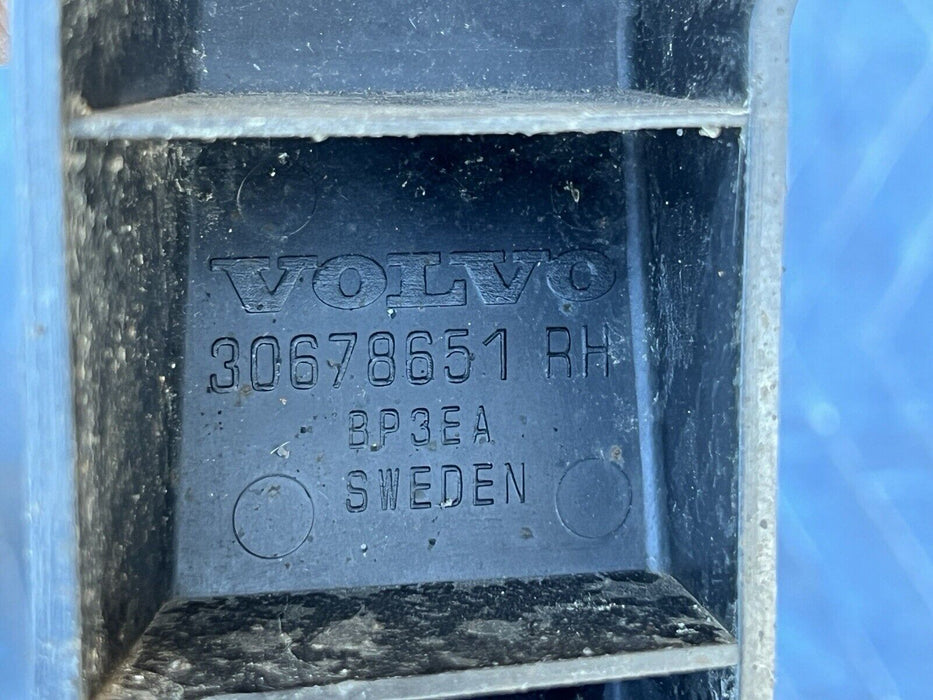 VOLVO
30678651 RH
BP3EA
SWEDEN